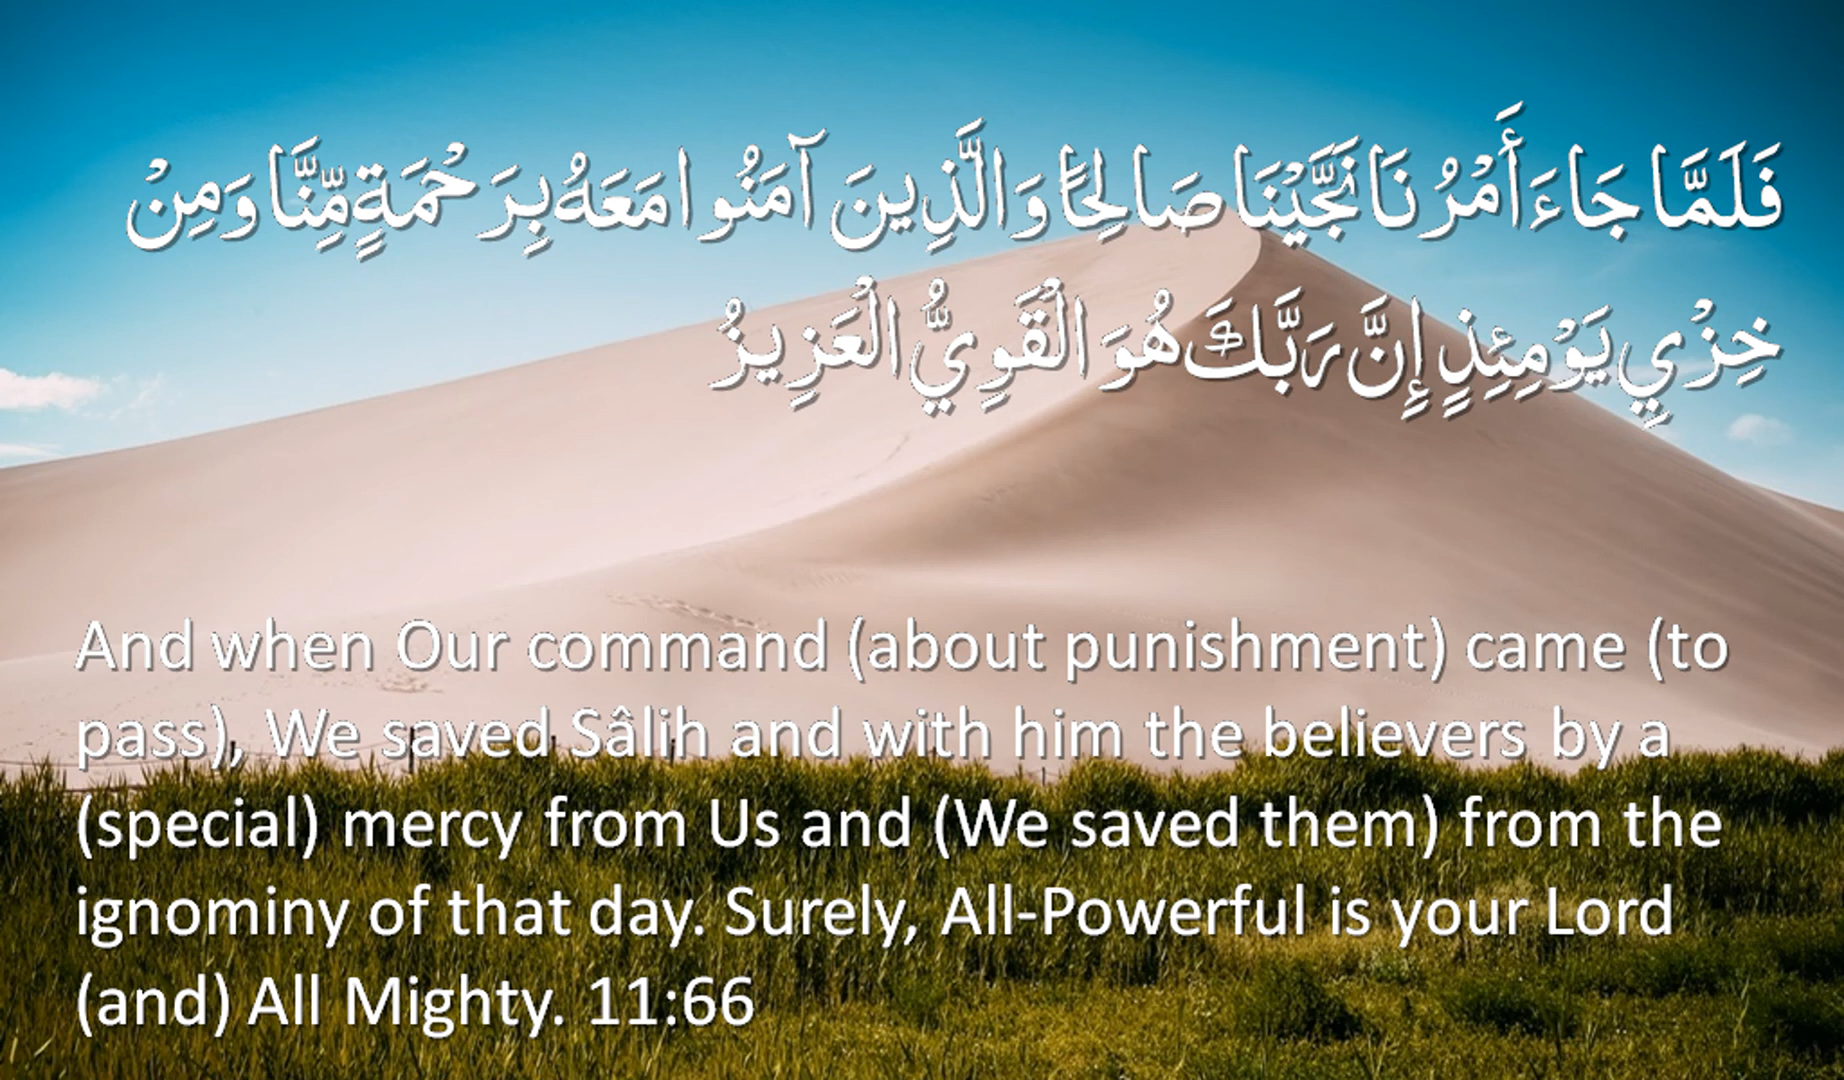 فَلَمَّا جَاءَ أَمْرُنَا نَجَّيْنَا صَالِحًا وَالَّذِينَ آمَنُوا مَعَهُ بِرَحْمَةٍ مِّنَّا وَمِنْ
خِزْيِ يَوْمِئِذٍ إِنَّ رَبَّكَ هُوَ الْقَوِيُّ الْعَزِيزُ
And when Our command (about punishment) came (to
pass), We saved Sâlih and with him the believers by a
(special) mercy from Us and (We saved them) from the
ignominy of that day. Surely, All-Powerful is your Lord
(and) All Mighty. 11:66